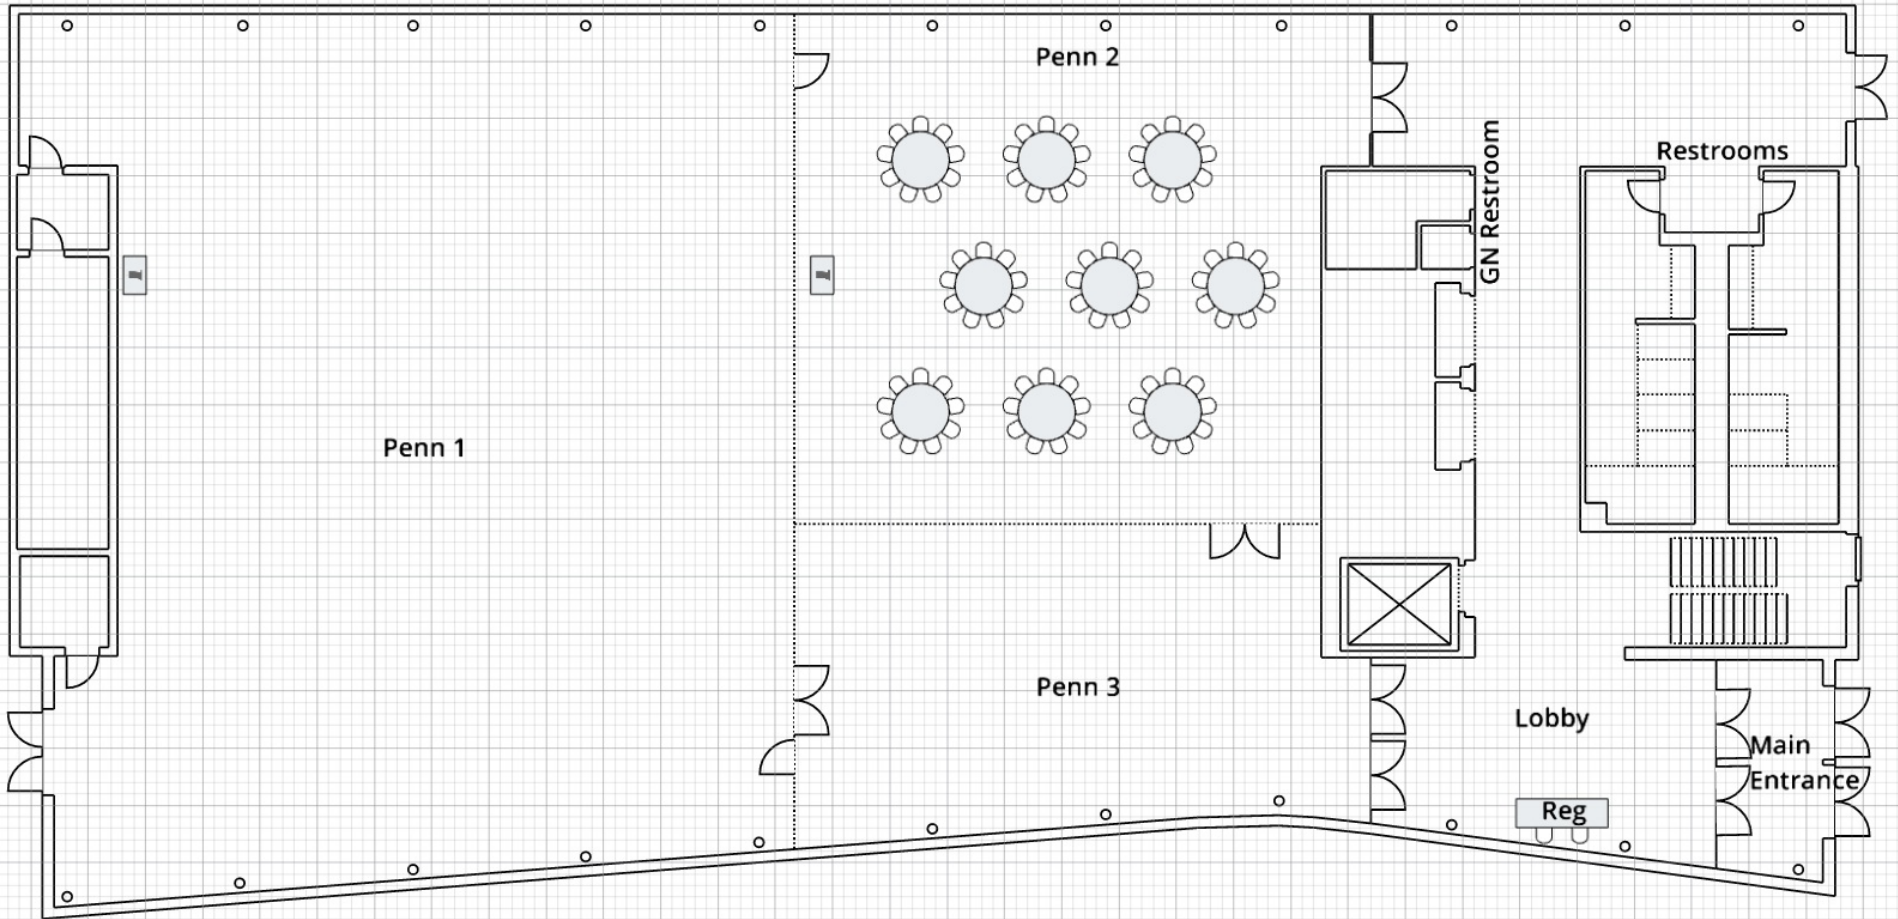 Penn 2
Restrooms
GN Restroom
Penn 1
Penn 3
Lobby
Main
Entrance
Reg